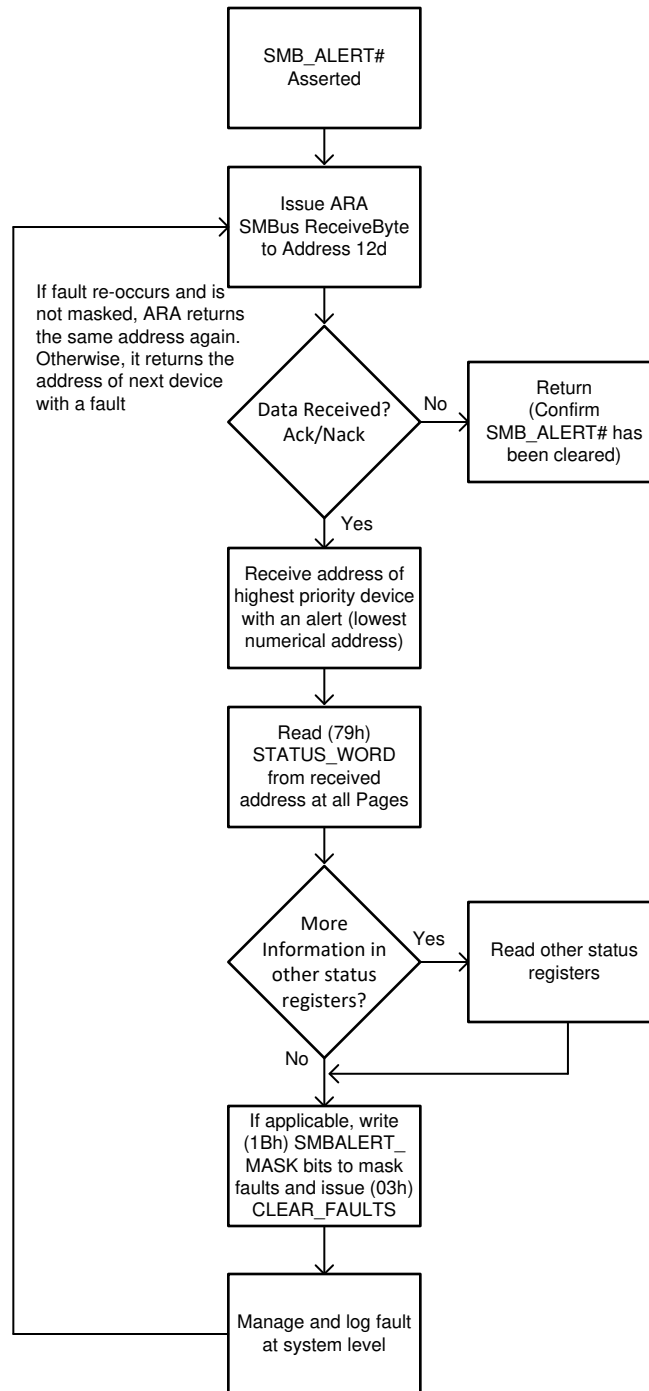 SMB_ALERT#
Asserted
Issue ARA
SMBus ReceiveByte
to Address 12d
If fault re-occurs and is
not masked, ARA returns
the same address again.
Otherwise, it returns the
address of next device
with a fault
Data Received?
Ack/Nack
No
Return
(Confirm
SMB_ALERT# has
been cleared)
Yes
Receive address of
highest priority device
with an alert (lowest
numerical address)
Read (79h)
STATUS_WORD
from received
address at all Pages
More
Information in
other status
registers?
Yes
Read other status
registers
No
If applicable, write
(1Bh) SMBALERT_
MASK bits to mask
faults and issue (03h)
CLEAR_FAULTS
Manage and log fault
at system level